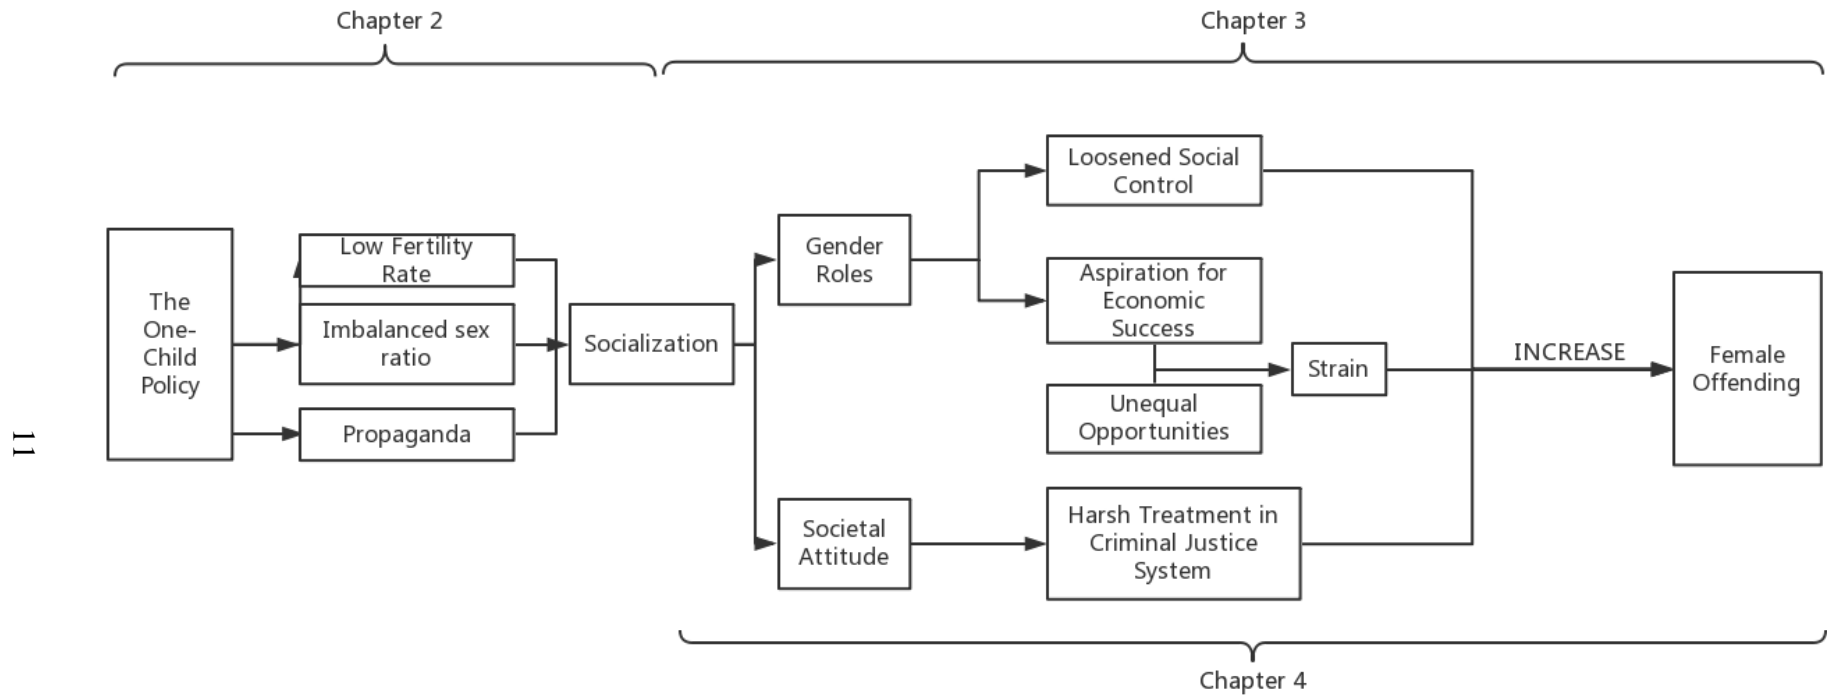 Chapter 2
Chapter 3
The
One-
Child
Policy
Low Fertility
Rate
Imbalanced sex
ratio
Propaganda
Socialization
Gender
Roles
Societal
Attitude
Loosened Social
Control
Aspiration for
Economic
Success
Unequal
Opportunities
Strain
Harsh Treatment in
Criminal Justice
System
INCREASE
Female
Offending
Chapter 4
11